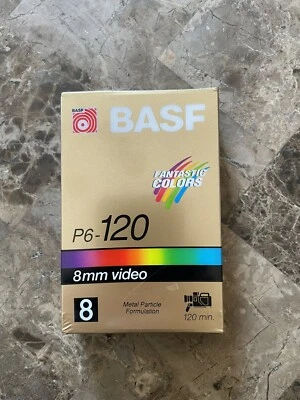 BASF
BASF
FANTASTIC
COLORS
P6-120
8mm video
8
Metal Particle
Formulation
120 min.